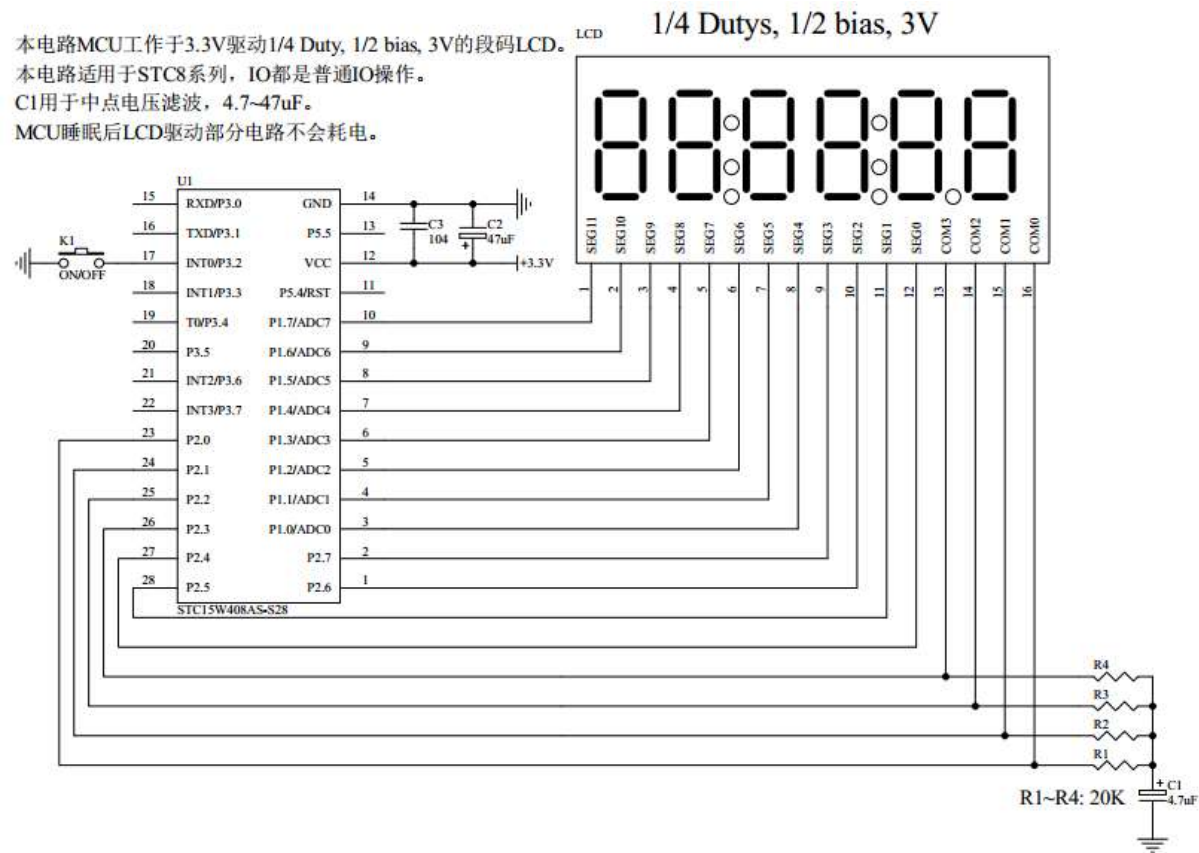 1/4 Dutys, 1/2 bias, 3V
本电路MCU工作于3.3V驱动1/4 Duty, 1/2 bias, 3V的段码LCD。
本电路适用于STC8系列，IO都是普通IO操作。
C1用于中点电压滤波，4.7~47uF。
MCU睡眠后LCD驱动部分电路不会耗电。
LCD
SEG11
SEG10
SEG9
SEG8
SEG7
SEG6
SEG5
SEG4
SEG3
SEG2
SEG1
SEG0
COM3
COM2
COM1
COM0
1
2
3
4
5
6
7
8
9
10
11
12
13
14
15
16
U1
15 RXD/P3.0 GND 14
16 TXD/P3.1 P5.5 13
17 INT0/P3.2 VCC 12
18 INT1/P3.3 P5.4/RST 11
19 T0/P3.4 P1.7/ADC7 10
20 P3.5 P1.6/ADC6 9
21 INT2/P3.6 P1.5/ADC5 8
22 INT3/P3.7 P1.4/ADC4 7
23 P2.0 P1.3/ADC3 6
24 P2.1 P1.2/ADC2 5
25 P2.2 P1.1/ADC1 4
26 P2.3 P1.0/ADC0 3
27 P2.4 P2.7 2
28 P2.5 P2.6 1
STC15W408AS-S28
K1
ON/OFF
C3
104
C2
+
47uF
+3.3V
R4
R3
R2
R1
R1~R4: 20K
+ C1
4.7uF